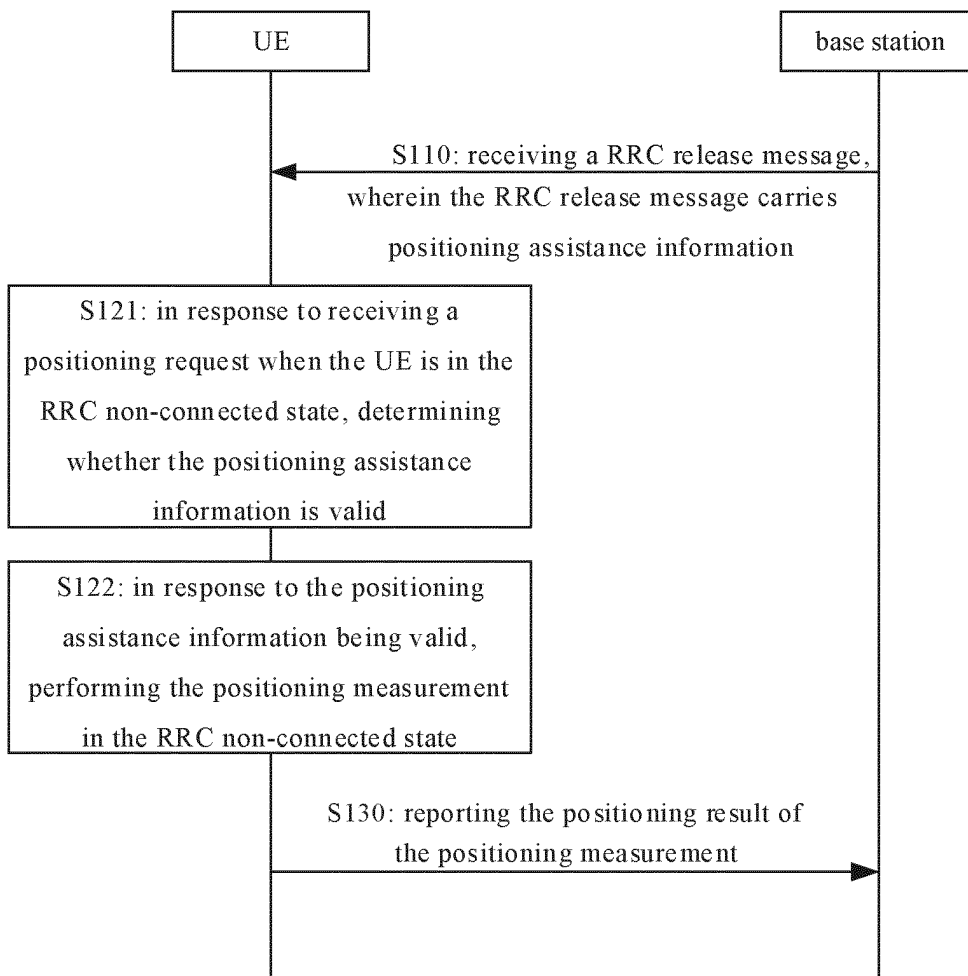 UE
base station
S110: receiving a RRC release message,
wherein the RRC release message carries
positioning assistance information
S121: in response to receiving a
positioning request when the UE is in the
RRC non-connected state, determining
whether the positioning assistance
information is valid
S122: in response to the positioning
assistance information being valid,
performing the positioning measurement
in the RRC non-connected state
S130: reporting the positioning result of
the positioning measurement